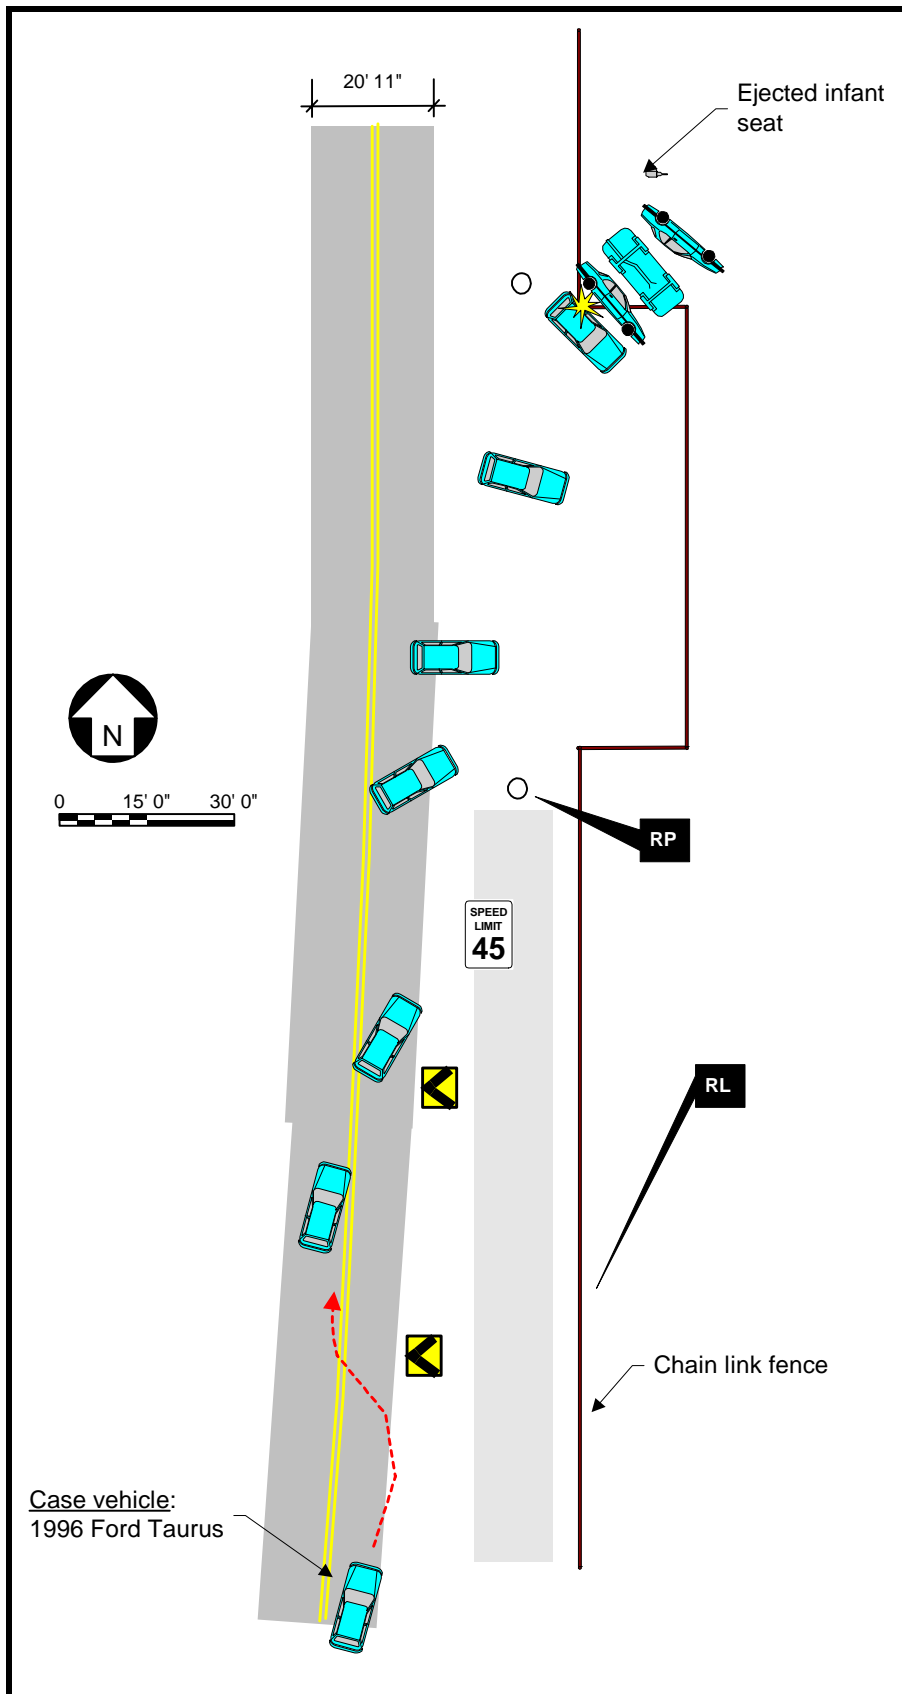 20' 11"
Ejected infant
seat
N
0 15' 0" 30' 0"
RP
SPEED
LIMIT
45
RL
Chain link fence
Case vehicle:
1996 Ford Taurus